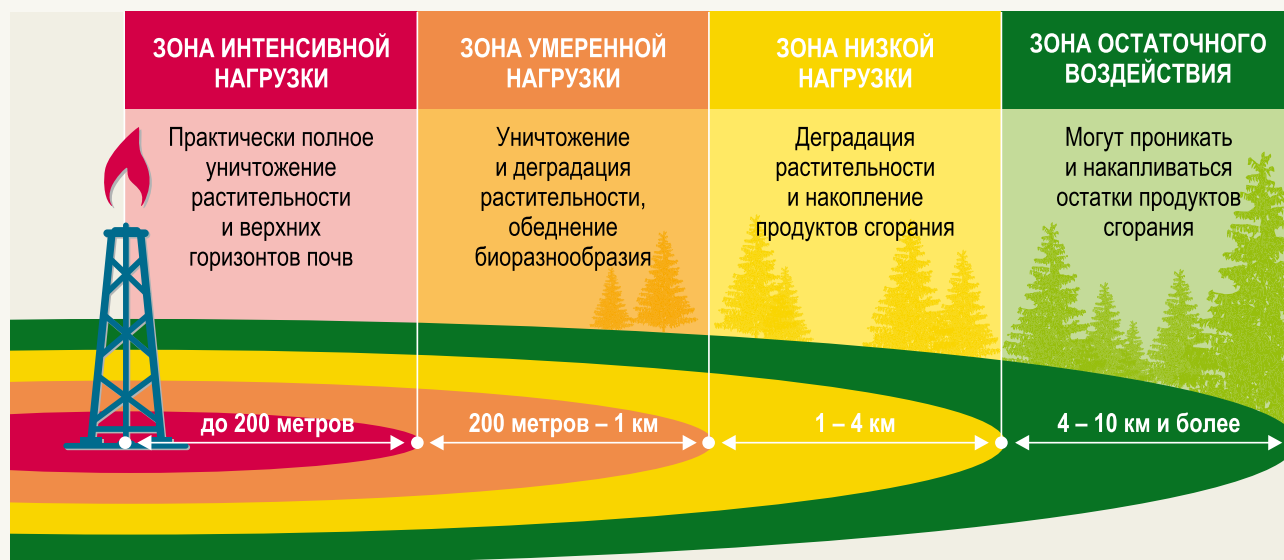 ЗОНА ИНТЕНСИВНОЙ
НАГРУЗКИ
Практически полное
уничтожение
растительности
и верхних
горизонтов почв
до 200 метров
ЗОНА УМЕРЕННОЙ
НАГРУЗКИ
Уничтожение
и деградация
растительности,
обеднение
биоразнообразия
200 метров – 1 км
ЗОНА НИЗКОЙ
НАГРУЗКИ
Деградация
растительности
и накопление
продуктов сгорания
1 – 4 км
ЗОНА ОСТАТОЧНОГО
ВОЗДЕЙСТВИЯ
Могут проникать
и накапливаться
остатки продуктов
сгорания
4 – 10 км и более